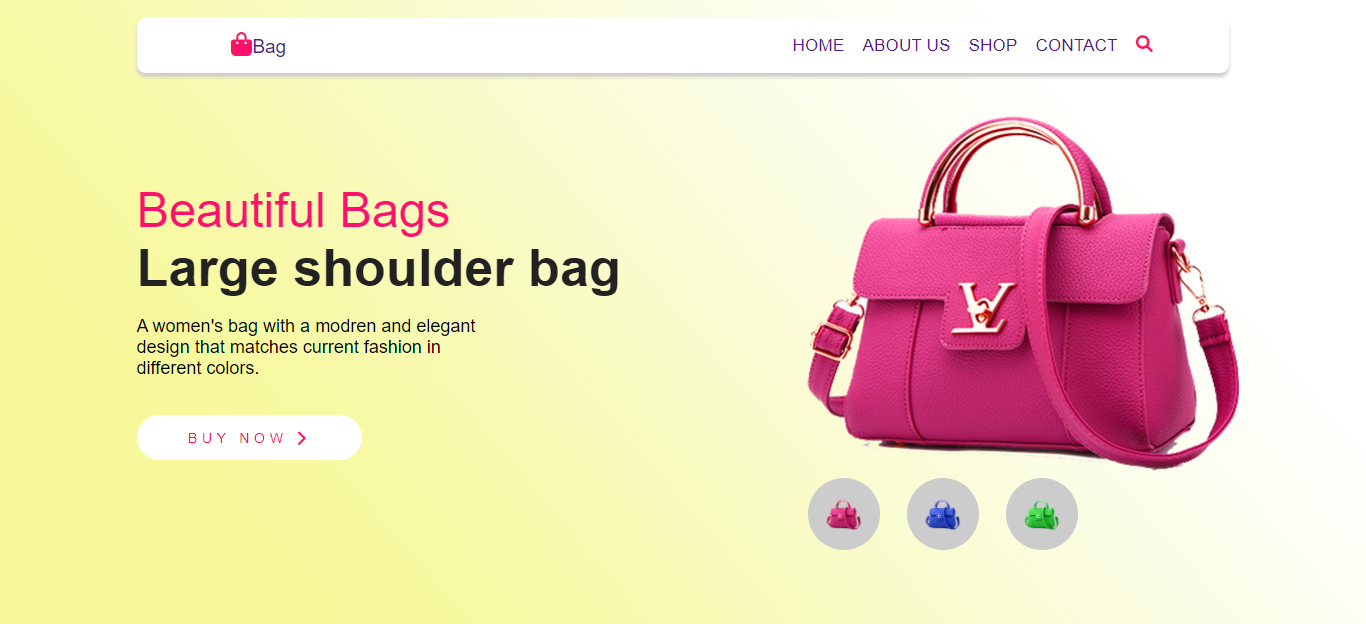 Bag
HOME ABOUT US SHOP CONTACT
Beautiful Bags
Large shoulder bag
A women's bag with a modren and elegant
design that matches current fashion in
different colors.
BUY NOW
LV